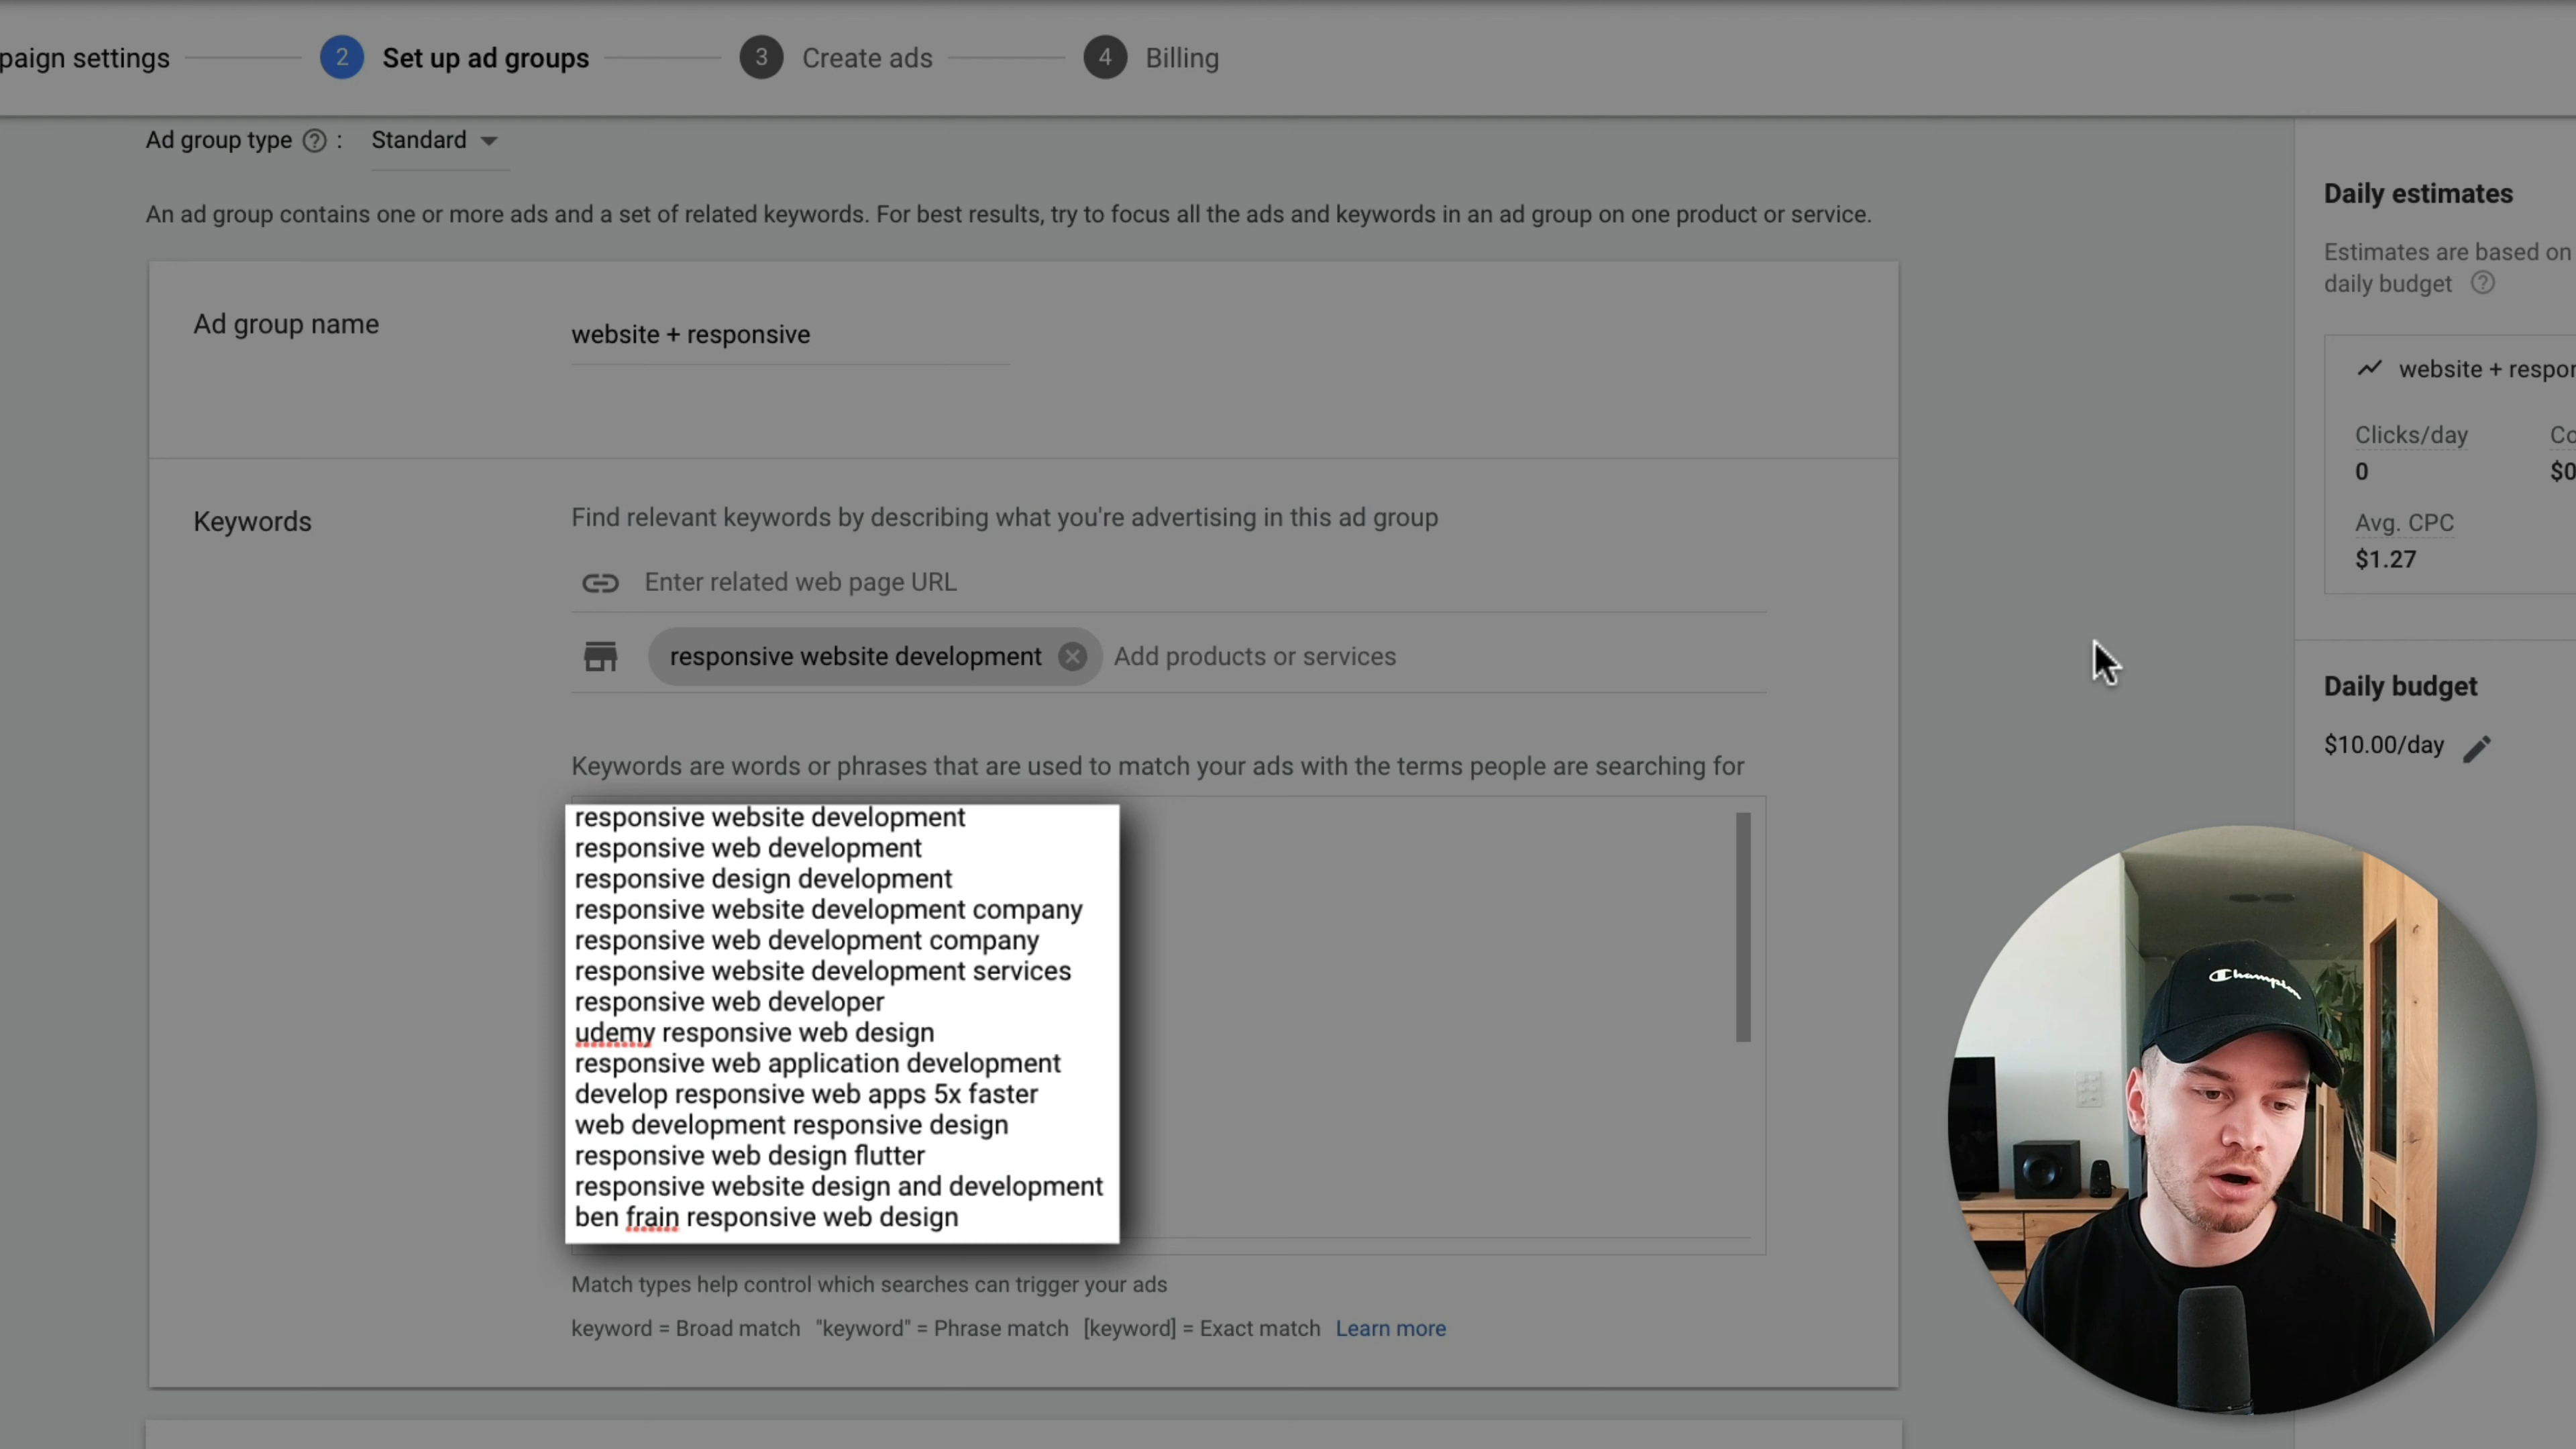 paign settings
2 Set up ad groups
3 Create ads
4 Billing
Ad group type ? : Standard
An ad group contains one or more ads and a set of related keywords. For best results, try to focus all the ads and keywords in an ad group on one product or service.
Ad group name
website + responsive
Keywords
Find relevant keywords by describing what you're advertising in this ad group
Enter related web page URL
responsive website development Add products or services
Keywords are words or phrases that are used to match your ads with the terms people are searching for
responsive website development
responsive web development
responsive design development
responsive website development company
responsive web development company
responsive website development services
responsive web developer
udemy responsive web design
responsive web application development
develop responsive web apps 5x faster
web development responsive design
responsive web design flutter
responsive website design and development
ben frain responsive web design
Match types help control which searches can trigger your ads
keyword = Broad match "keyword" = Phrase match [keyword] = Exact match Learn more
Daily estimates
Estimates are based on
daily budget ?
website + respon
Clicks/day Co
0 $0
Avg. CPC
$1.27
Daily budget
$10.00/day
Champion